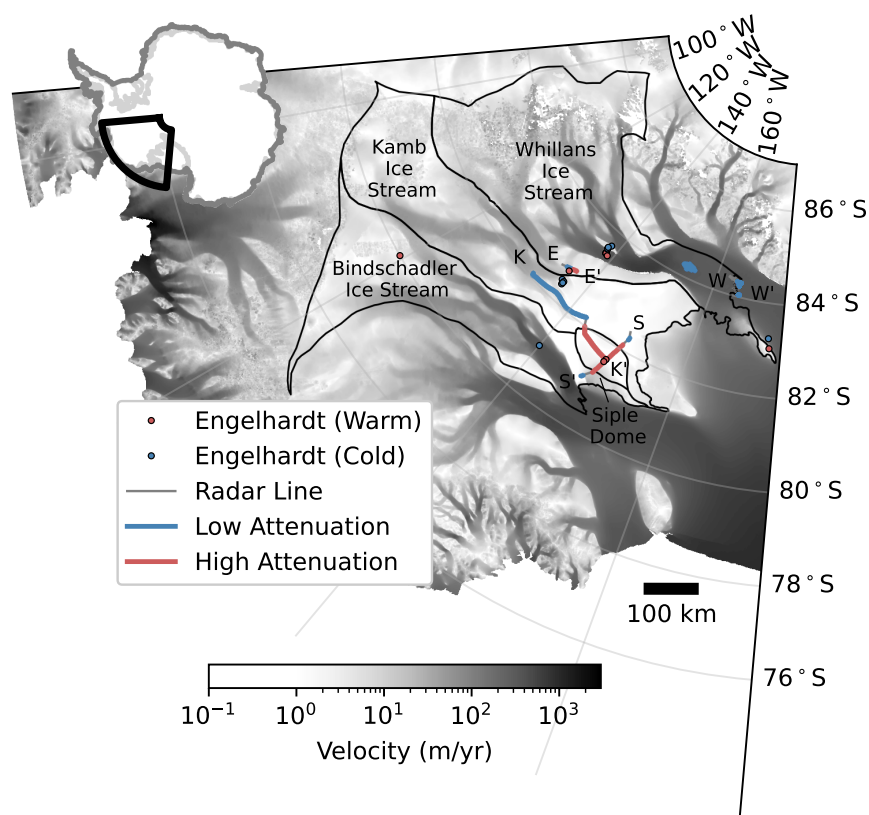 100°W
120°W
140°W
160°W
Kamb
Ice
Stream
Whillans
Ice
Stream
86°S
K
E
E'
Bindschadler
Ice Stream
W
W'
84°S
S
K'
S'
82°S
Siple
Dome
Engelhardt (Warm)
Engelhardt (Cold)
Radar Line
Low Attenuation
High Attenuation
80°S
78°S
100 km
76°S
10⁻¹ 10⁰ 10¹ 10² 10³
Velocity (m/yr)